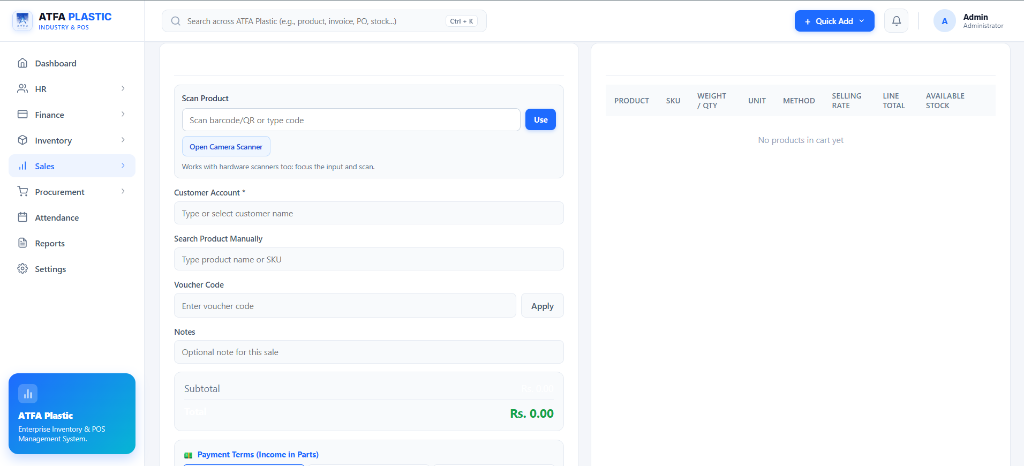 ATFA PLASTIC
INDUSTRY & POS
Search across ATFA Plastic (e.g., product, invoice, PO, stock...)
Ctrl + K
+ Quick Add
A
Admin
Administrator
Dashboard
HR
Finance
Inventory
Sales
Procurement
Attendance
Reports
Settings
ATFA Plastic
Enterprise Inventory & POS
Management System.
Scan Product
Scan barcode/QR or type code
Use
Open Camera Scanner
Works with hardware scanners too: focus the input and scan.
Customer Account *
Type or select customer name
Search Product Manually
Type product name or SKU
Voucher Code
Enter voucher code
Apply
Notes
Optional note for this sale
Subtotal
Total
Rs. 0.00
Payment Terms (Income in Parts)
PRODUCT SKU WEIGHT / QTY UNIT METHOD SELLING RATE LINE TOTAL AVAILABLE STOCK
No products in cart yet